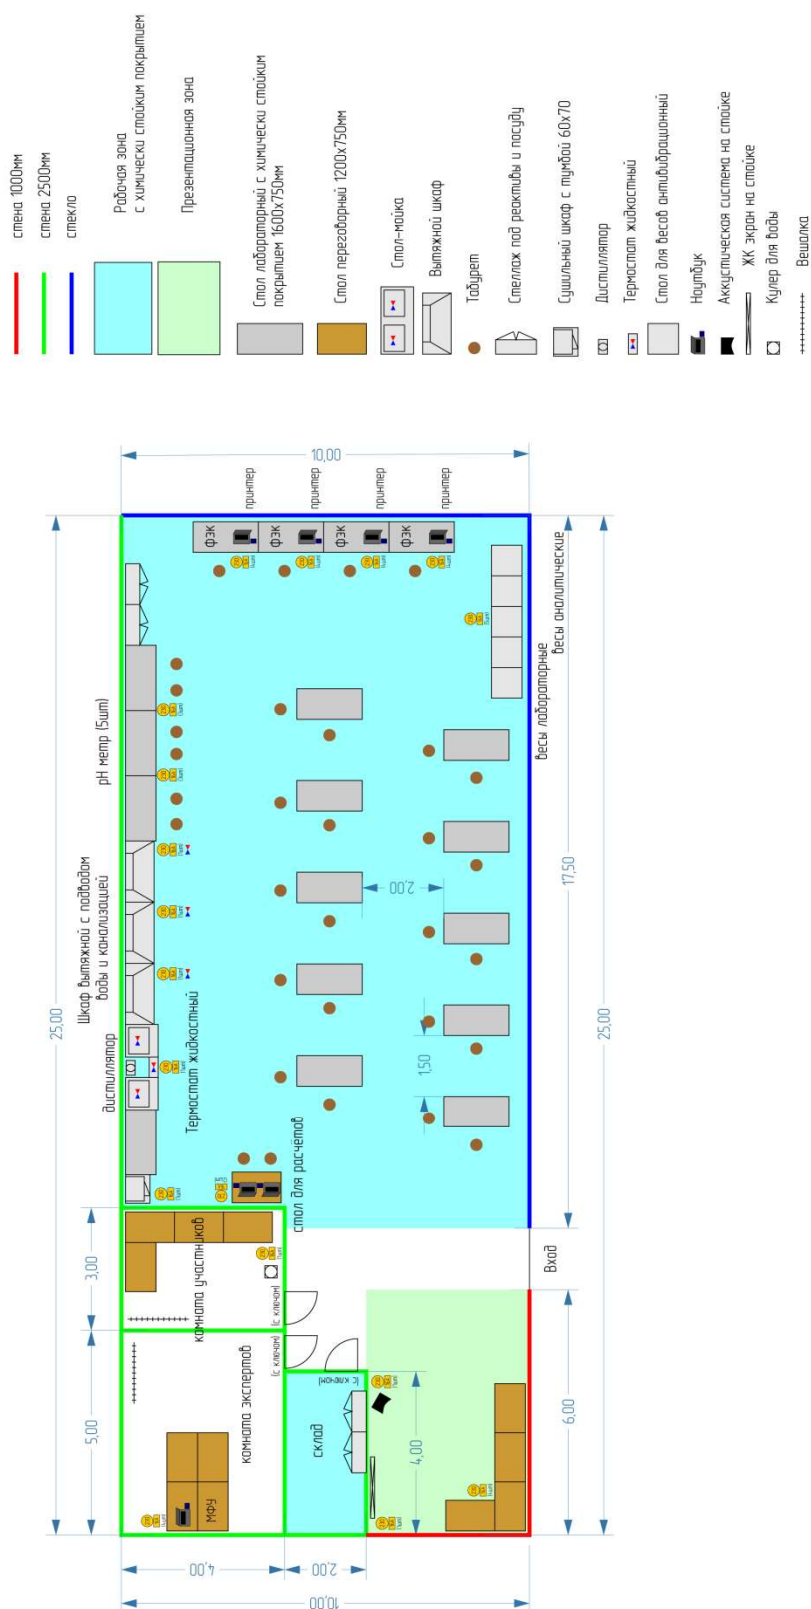 стена 1000мм
стена 2500мм
стекло
Рабочая зона
с химически стойким покрытием
Презентационная зона
Стол лабораторный с химически стойким
покрытием 1600х750мм
Стол переговорный 1200х750мм
Стол-мойка
Вытяжной шкаф
Табурет
Стеллаж под реактивы и посуду
Сушильный шкаф с тумбой 60х70
Дистиллятор
Термостат жидкостный
Стол для весов антивибрационный
Ноутбук
Аккустическая система на стойке
ЖК экран на стойке
Кулер для воды
Вешалка
25,00
5,00
3,00
4,00
2,00
10,00
10,00
Шкаф вытяжной с подводом
воды и канализацией
pH метр (5шт)
дистиллятор
Термостат жидкостный
ФЭК
ФЭК
ФЭК
ФЭК
принтер
принтер
принтер
принтер
стол для расчётов
комната участников
(с ключом)
комната экспертов
(с ключом)
МФУ
склад
(с ключом)
4,00
1,50
2,00
весы лабораторные
весы аналитические
Вход
6,00
17,50
25,00